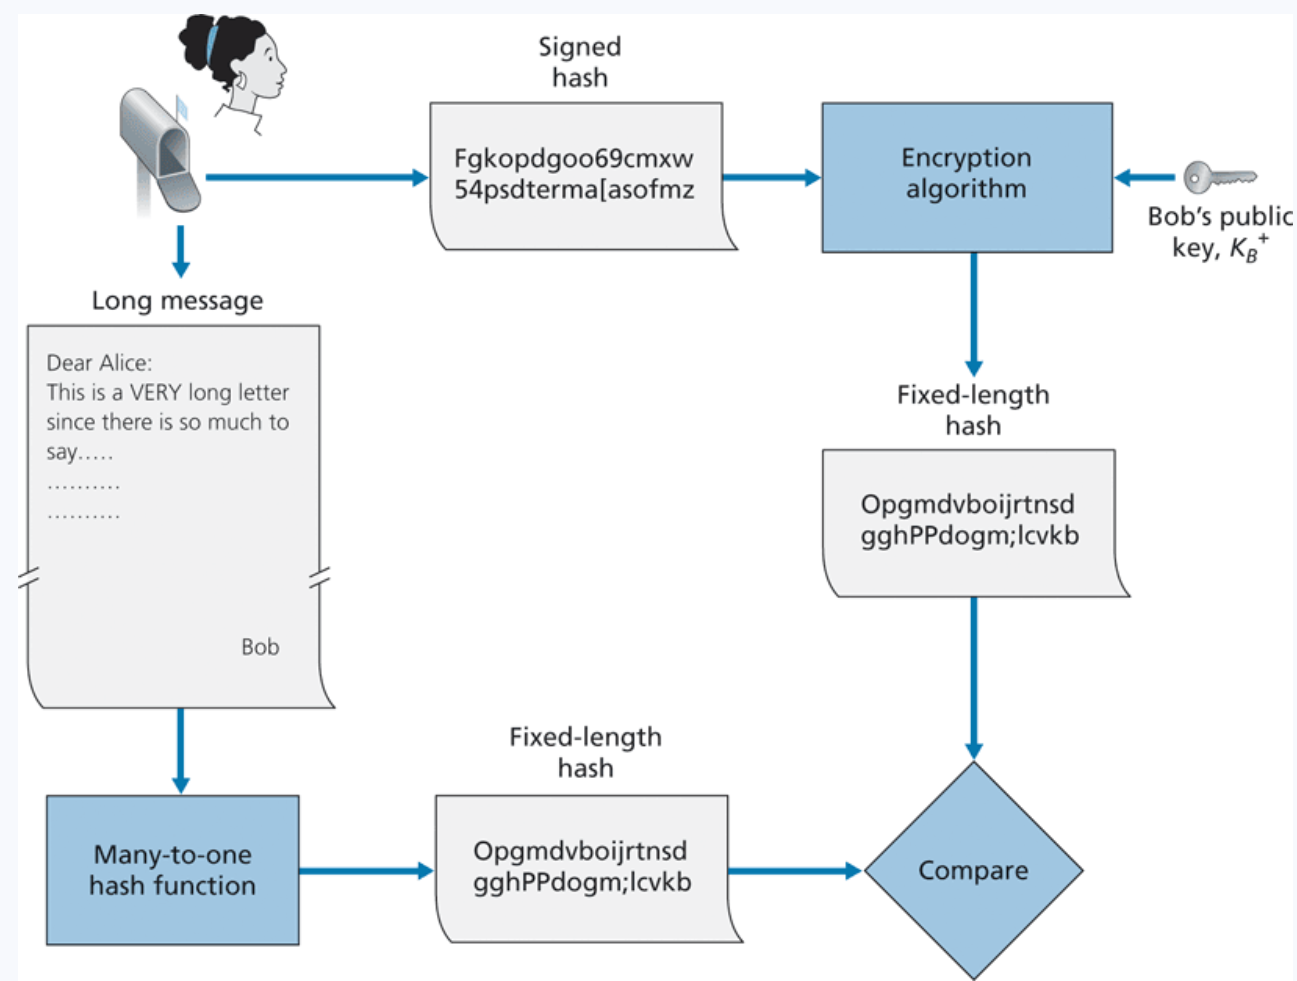 Signed
hash
Fgkopdgoo69cmxw
54psdterma[asofmz
Encryption
algorithm
Bob's public
key, K_B^+
Long message
Dear Alice:
This is a VERY long letter
since there is so much to
say.....
..........
..........
Bob
Fixed-length
hash
Opgmdvboijrtnsd
gghPPdogm;lcvkb
Many-to-one
hash function
Fixed-length
hash
Opgmdvboijrtnsd
gghPPdogm;lcvkb
Compare